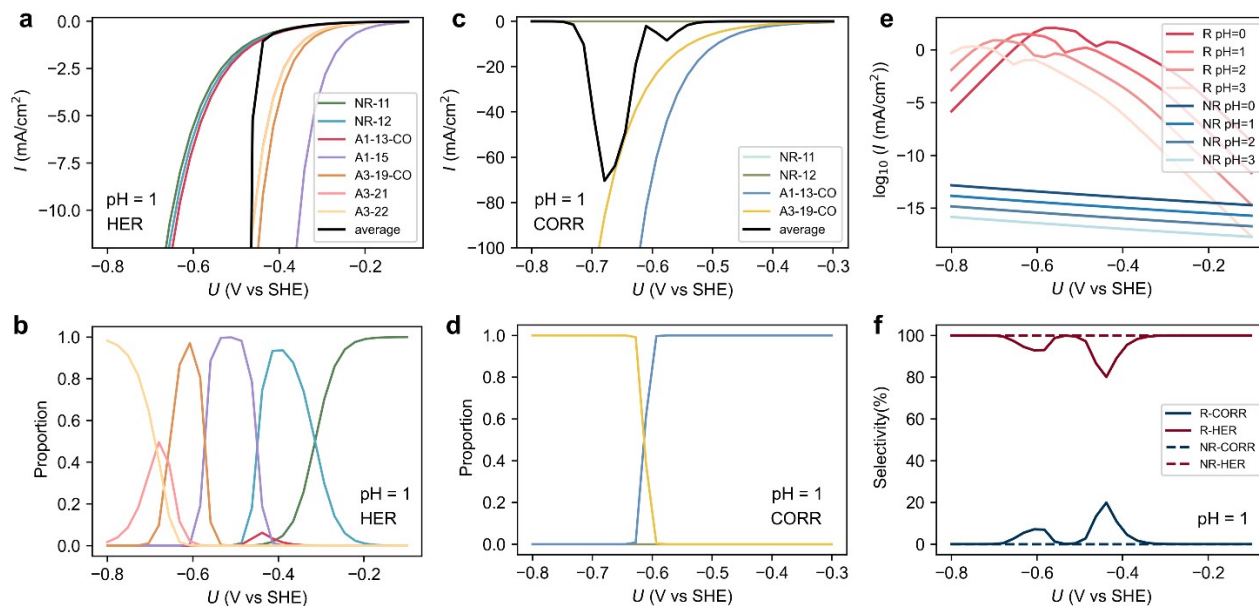 a
I (mA/cm²)
0.0
−2.5
−5.0
−7.5
−10.0
NR-11
NR-12
A1-13-CO
A1-15
A3-19-CO
A3-21
A3-22
average
pH = 1
HER
−0.8 −0.6 −0.4 −0.2
U (V vs SHE)
b
Proportion
1.0
0.8
0.6
0.4
0.2
0.0
pH = 1
HER
−0.8 −0.6 −0.4 −0.2
U (V vs SHE)
c
I (mA/cm²)
0
−20
−40
−60
−80
−100
NR-11
NR-12
A1-13-CO
A3-19-CO
average
pH = 1
CORR
−0.8 −0.7 −0.6 −0.5 −0.4 −0.3
U (V vs SHE)
d
Proportion
1.0
0.8
0.6
0.4
0.2
0.0
pH = 1
CORR
−0.8 −0.7 −0.6 −0.5 −0.4 −0.3
U (V vs SHE)
e
log₁₀ (I (mA/cm²))
0
−5
−10
−15
R pH=0
R pH=1
R pH=2
R pH=3
NR pH=0
NR pH=1
NR pH=2
NR pH=3
−0.8 −0.6 −0.4 −0.2
U (V vs SHE)
f
Selectivity(%)
100
80
60
40
20
0
R-CORR
R-HER
NR-CORR
NR-HER
pH = 1
−0.8 −0.6 −0.4 −0.2
U (V vs SHE)